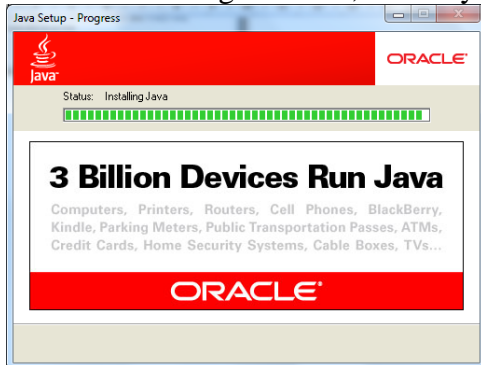 Java Setup - Progress
Java
ORACLE
Status: Installing Java
3 Billion Devices Run Java
Computers, Printers, Routers, Cell Phones, BlackBerry,
Kindle, Parking Meters, Public Transportation Passes, ATMs,
Credit Cards, Home Security Systems, Cable Boxes, TVs...
ORACLE